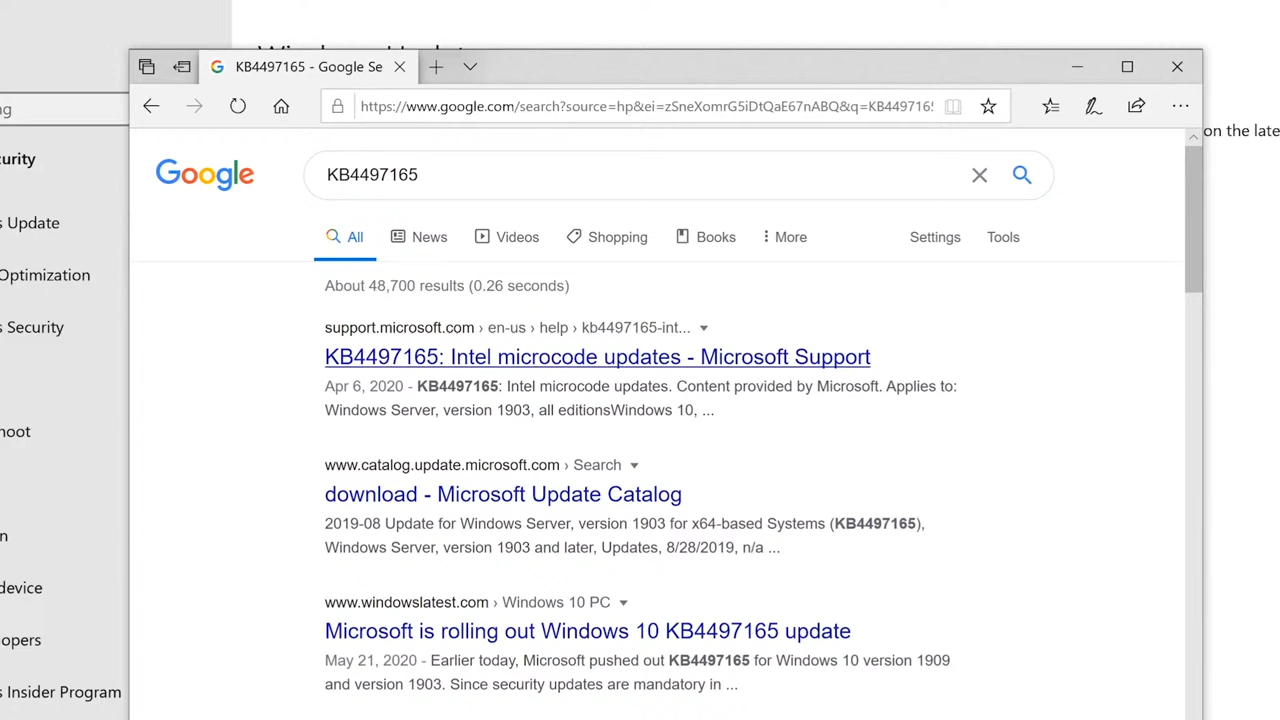 KB4497165 - Google Se
https://www.google.com/search?source=hp&ei=zSneXomrG5iDtQaE67nABQ&q=KB449716
ng
on the late
Google
KB4497165
urity
All
News
Videos
Shopping
Books
More
Settings
Tools
s Update
Optimization
About 48,700 results (0.26 seconds)
s Security
support.microsoft.com › en-us › help › kb4497165-int...
KB4497165: Intel microcode updates - Microsoft Support
Apr 6, 2020 - KB4497165: Intel microcode updates. Content provided by Microsoft. Applies to:
Windows Server, version 1903, all editionsWindows 10, ...
hoot
www.catalog.update.microsoft.com › Search
download - Microsoft Update Catalog
2019-08 Update for Windows Server, version 1903 for x64-based Systems (KB4497165),
n
Windows Server, version 1903 and later, Updates, 8/28/2019, n/a ...
device
www.windowslatest.com › Windows 10 PC
Microsoft is rolling out Windows 10 KB4497165 update
opers
May 21, 2020 - Earlier today, Microsoft pushed out KB4497165 for Windows 10 version 1909
and version 1903. Since security updates are mandatory in ...
s Insider Program